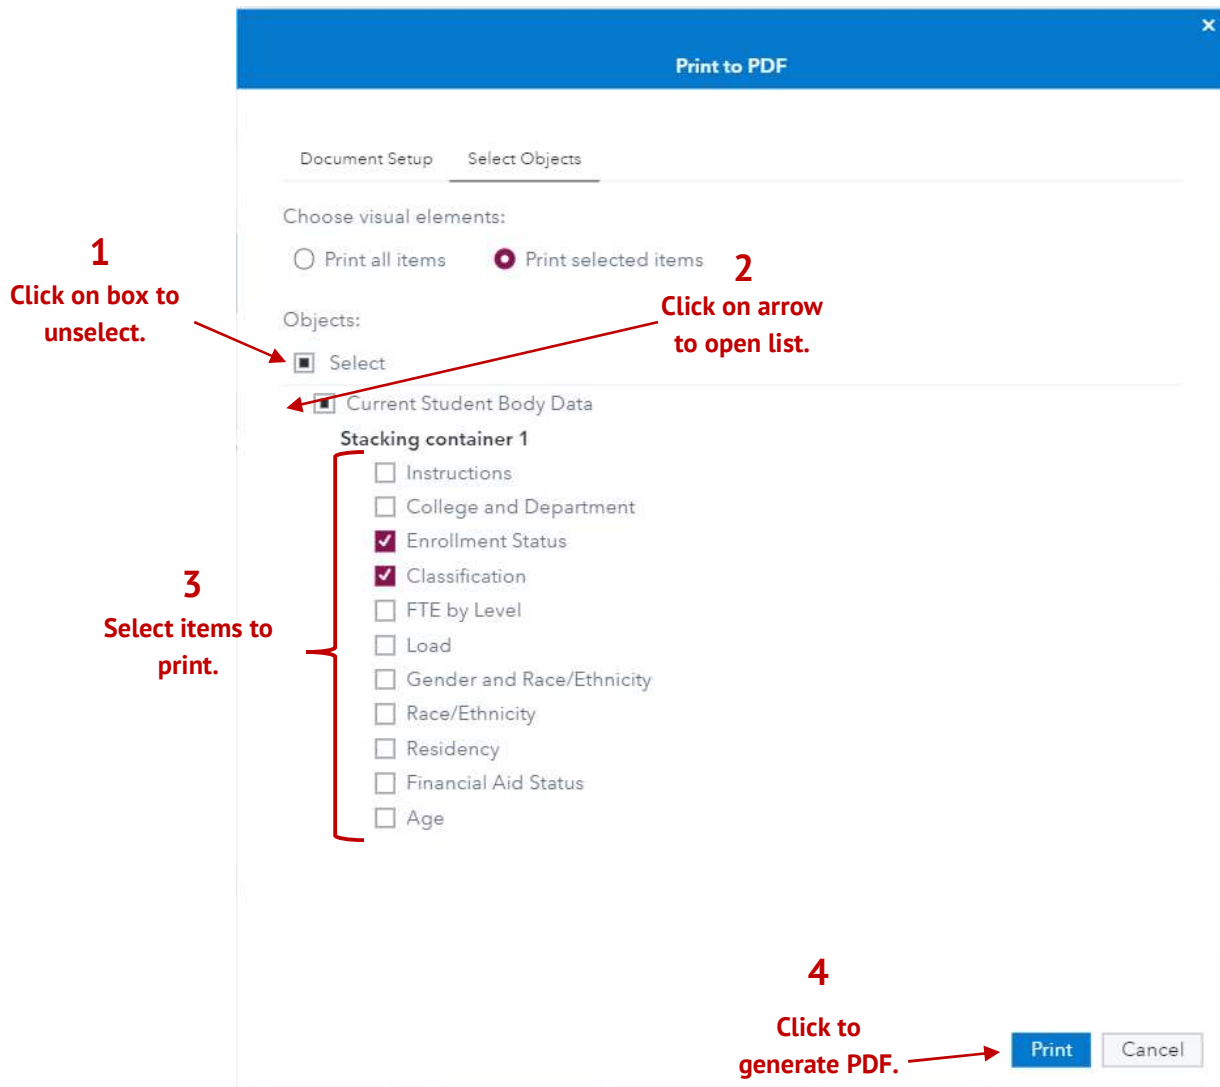 ×
Print to PDF
Document Setup Select Objects
Choose visual elements:
Print all items Print selected items
1
Click on box to
unselect.
2
Click on arrow
to open list.
Objects:
Select
Current Student Body Data
Stacking container 1
Instructions
College and Department
Enrollment Status
Classification
FTE by Level
Load
Gender and Race/Ethnicity
Race/Ethnicity
Residency
Financial Aid Status
Age
3
Select items to
print.
4
Click to
generate PDF.
Print Cancel